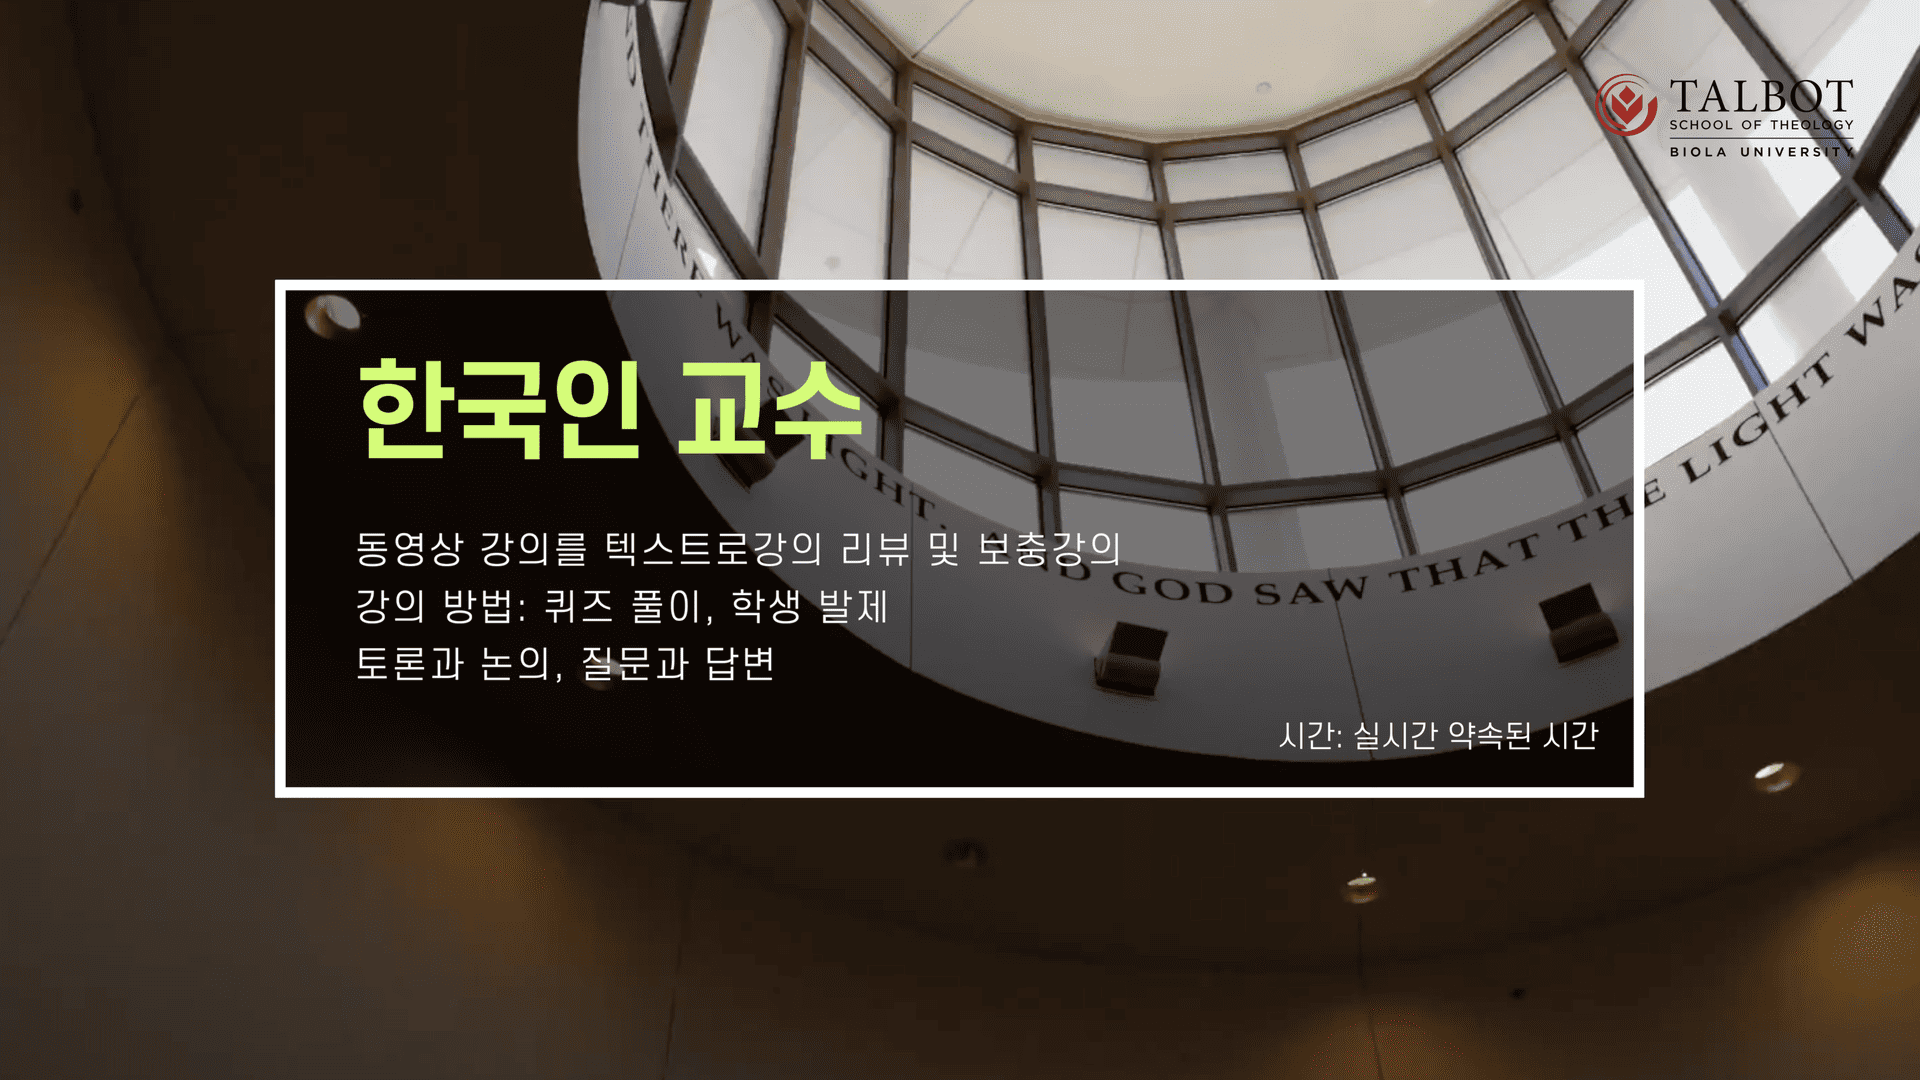 TALBOT
SCHOOL OF THEOLOGY
BIOLA UNIVERSITY
한국인 교수
동영상 강의를 텍스트로강의 리뷰 및 보충강의
강의 방법: 퀴즈 풀이, 학생 발제
토론과 논의, 질문과 답변
시간: 실시간 약속된 시간
LIGHT. AND GOD SAW THAT THE LIGHT WAS